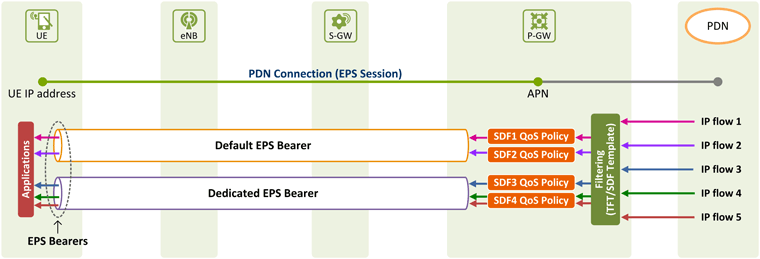 UE
eNB
S-GW
P-GW
PDN
PDN Connection (EPS Session)
UE IP address
APN
Applications
Default EPS Bearer
Dedicated EPS Bearer
SDF1 QoS Policy
SDF2 QoS Policy
SDF3 QoS Policy
SDF4 QoS Policy
Filtering
(TFT/SDF Template)
IP flow 1
IP flow 2
IP flow 3
IP flow 4
IP flow 5
EPS Bearers